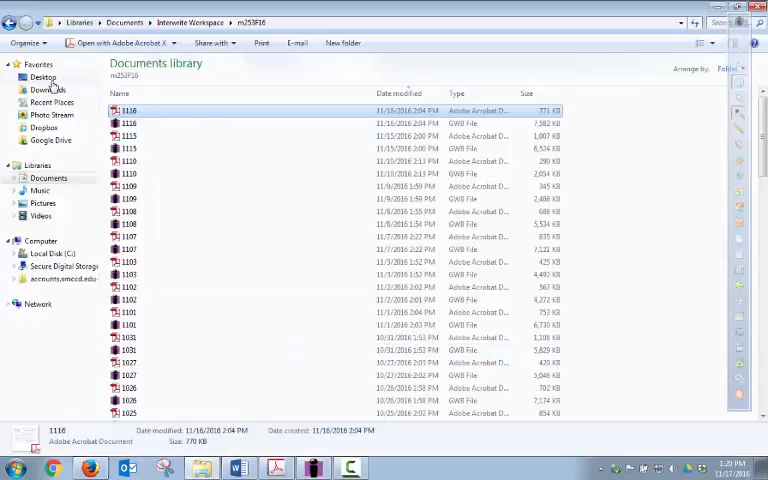 Libraries ▸ Documents ▸ Interwrite Workspace ▸ m253F16
Organize Open with Adobe Acrobat X Share with Print E-mail New folder
Favorites
Desktop
Downloads
Recent Places
Photo Stream
Dropbox
Google Drive
Libraries
Documents
Music
Pictures
Videos
Computer
Local Disk (C:)
Secure Digital Storage
accounts.smccd.edu
Network
Documents library
m253F16
Arrange by: Folder
Name Date modified Type Size
1116 11/16/2016 2:04 PM Adobe Acrobat D... 771 KB
1116 11/16/2016 2:04 PM GWB File 7,582 KB
1115 11/15/2016 2:00 PM Adobe Acrobat D... 1,007 KB
1115 11/15/2016 2:00 PM GWB File 6,524 KB
1110 11/10/2016 2:13 PM Adobe Acrobat D... 290 KB
1110 11/10/2016 2:13 PM GWB File 2,054 KB
1109 11/9/2016 1:59 PM Adobe Acrobat D... 345 KB
1109 11/9/2016 1:59 PM GWB File 2,406 KB
1108 11/8/2016 1:55 PM Adobe Acrobat D... 688 KB
1108 11/8/2016 1:54 PM GWB File 5,534 KB
1107 11/7/2016 2:22 PM Adobe Acrobat D...
1107 11/7/2016 2:22 PM GWB File 7,121 KB
1103 11/3/2016 1:52 PM Adobe Acrobat D... 425 KB
1103 11/3/2016 1:52 PM GWB File 4,492 KB
1102 11/2/2016 2:02 PM Adobe Acrobat D... 567 KB
1102 11/2/2016 2:01 PM GWB File 4,272 KB
1101 11/1/2016 2:04 PM Adobe Acrobat D... 753 KB
1101 11/1/2016 2:03 PM GWB File 6,730 KB
1031 10/31/2016 1:53 PM Adobe Acrobat D... 1,108 KB
1031 10/31/2016 1:53 PM GWB File 5,829 KB
1027 10/27/2016 2:03 PM Adobe Acrobat D... 420 KB
1027 10/27/2016 2:02 PM GWB File 5,046 KB
1026 10/26/2016 1:58 PM Adobe Acrobat D... 702 KB
1026 10/26/2016 1:58 PM GWB File 7,174 KB
1025 10/25/2016 2:02 PM Adobe Acrobat D... 854 KB
1116 Date modified: 11/16/2016 2:04 PM Date created: 11/16/2016 2:04 PM
Adobe Acrobat Document Size: 770 KB
1:20 PM
11/17/2016